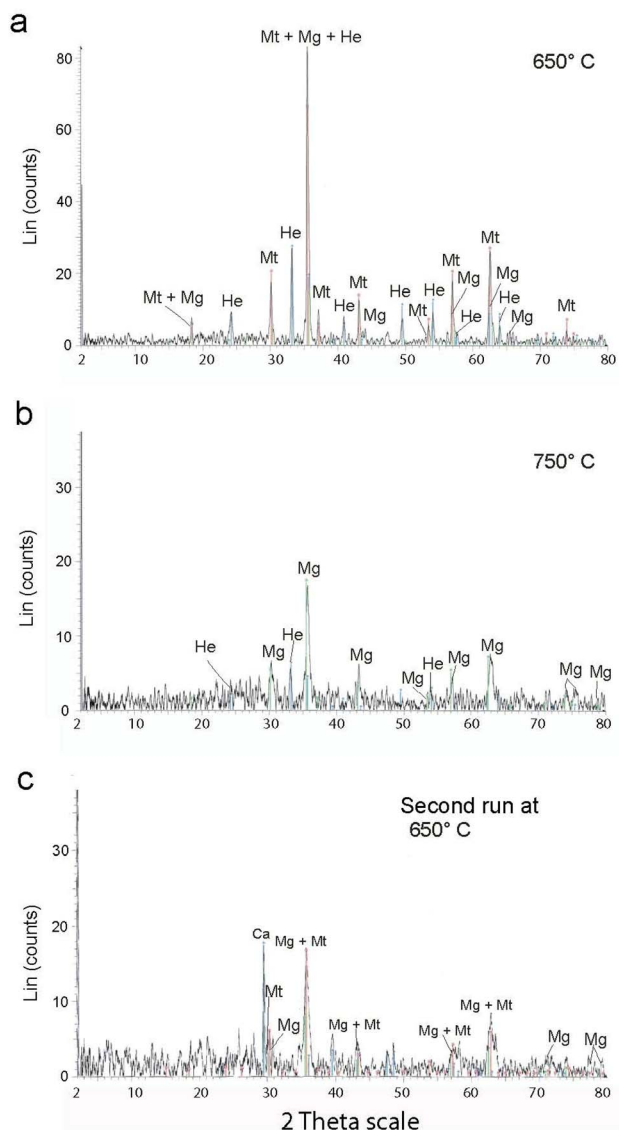 a
Mt + Mg + He
650° C
80
60
40
20
0
Lin (counts)
Mt + Mg
He
Mt
He
Mt
He
Mt
Mg
He
Mt
He
Mt
Mg
He
Mt
Mg
He
Mg
Mt
2 10 20 30 40 50 60 70 80
b
750° C
30
20
10
0
Lin (counts)
He
Mg
He
Mg
Mg
Mg
He
Mg
Mg
Mg
Mg
2 10 20 30 40 50 60 70 80
c
Second run at
650° C
30
20
10
0
Lin (counts)
Ca
Mg + Mt
Mt
Mg
Mg + Mt
Mg + Mt
Mg + Mt
Mg + Mt
Mg
Mg
2 10 20 30 40 50 60 70 80
2 Theta scale